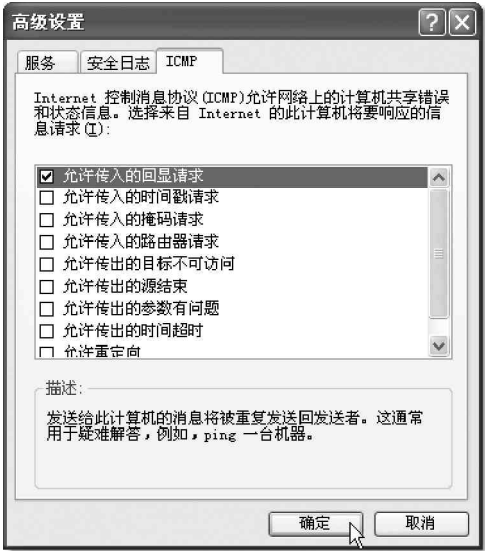 高级设置
服务 安全日志 ICMP
Internet 控制消息协议(ICMP)允许网络上的计算机共享错误
和状态信息。选择来自 Internet 的此计算机将要响应的信
息请求(I):
允许传入的回显请求
允许传入的时间戳请求
允许传入的掩码请求
允许传入的路由器请求
允许传出的目标不可访问
允许传出的源结束
允许传出的参数有问题
允许传出的时间超时
允许重定向
描述:
发送给此计算机的消息将被重复发送回发送者。这通常
用于疑难解答,例如,ping 一台机器。
确定 取消